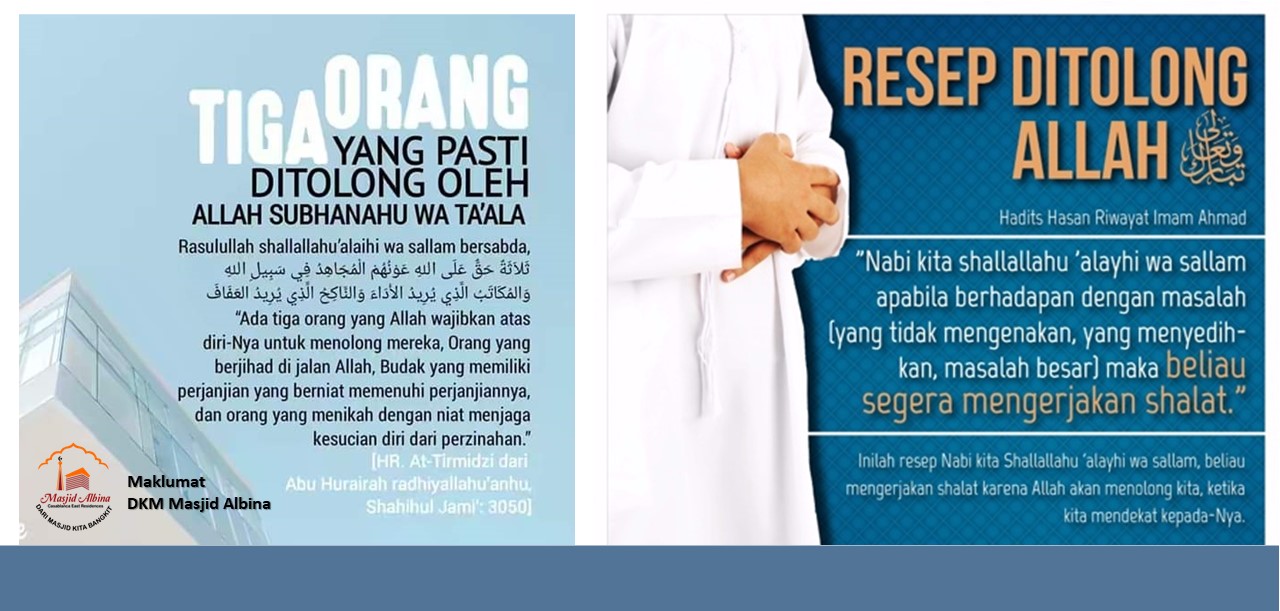 TIGA ORANG
YANG PASTI
DITOLONG OLEH
ALLAH SUBHANAHU WA TA'ALA
Rasulullah shallallahu'alaihi wa sallam bersabda,
ثَلَاثَةٌ حَقٌّ عَلَى اللهِ عَوْنُهُمْ الْمُجَاهِدُ فِي سَبِيلِ اللهِ
وَالمُكَاتَبُ الَّذِي يُرِيدُ الأَدَاءَ وَالنَّاكِحُ الَّذِي يُرِيدُ العَفَافَ
“Ada tiga orang yang Allah wajibkan atas
diri-Nya untuk menolong mereka, Orang yang
berjihad di jalan Allah, Budak yang memiliki
perjanjian yang berniat memenuhi perjanjiannya,
dan orang yang menikah dengan niat menjaga
kesucian diri dari perzinahan.”
[HR. At-Tirmidzi dari
Abu Hurairah radhiyallahu'anhu,
Shahihul Jami': 3050]
Masjid Albina
Casablanca East Residences
DARI MASJID KITA BANGKIT
Maklumat
DKM Masjid Albina
RESEP DITOLONG
ALLAH تبارك وتعالى
Hadits Hasan Riwayat Imam Ahmad
”Nabi kita shallallahu ’alayhi wa sallam
apabila berhadapan dengan masalah
(yang tidak mengenakan, yang menyedih-
kan, masalah besar) maka beliau
segera mengerjakan shalat.”
Inilah resep Nabi kita Shallallahu ‘alayhi wa sallam, beliau
mengerjakan shalat karena Allah akan menolong kita, ketika
kita mendekat kepada-Nya.